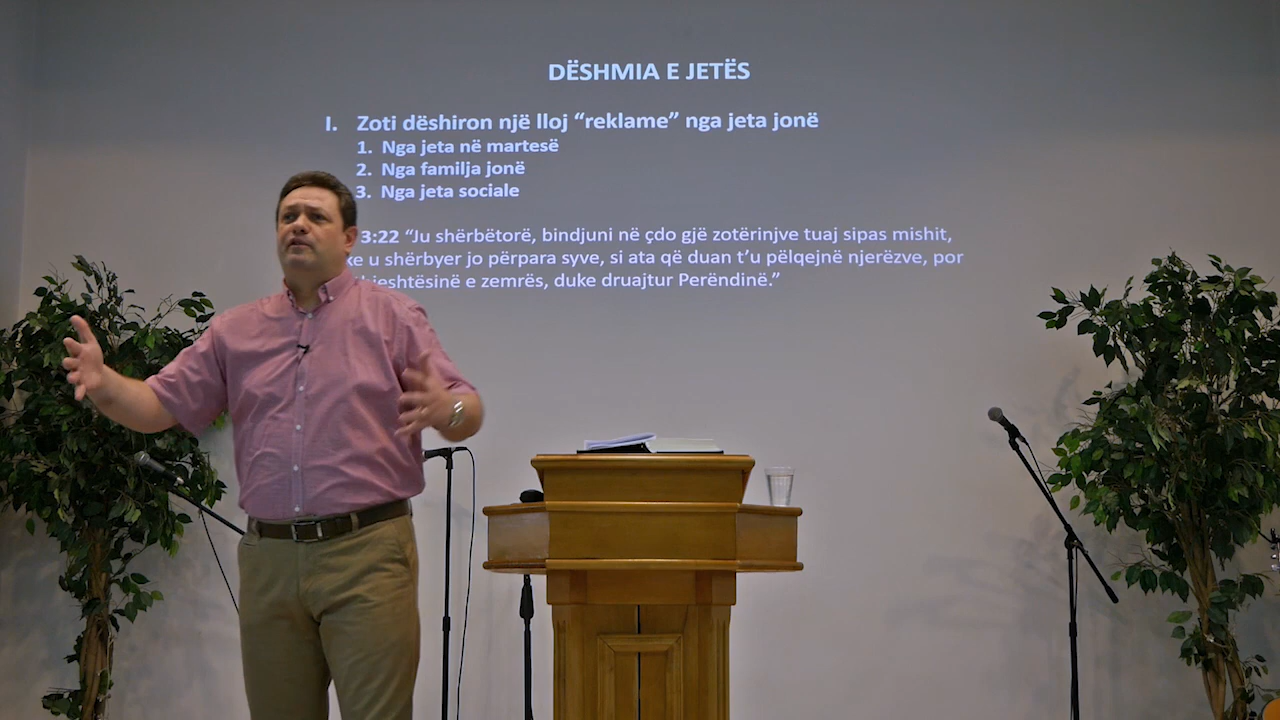 DËSHMIA E JETËS
I. Zoti dëshiron një lloj “reklame” nga jeta jonë
1. Nga jeta në martesë
2. Nga familja jonë
3. Nga jeta sociale
3:22 “Ju shërbëtorë, bindjuni në çdo gjë zotërinjve tuaj sipas mishit,
u shërbyer jo përpara syve, si ata që duan t’u pëlqejnë njerëzve, por
e zemrës, duke druajtur Perëndinë.”